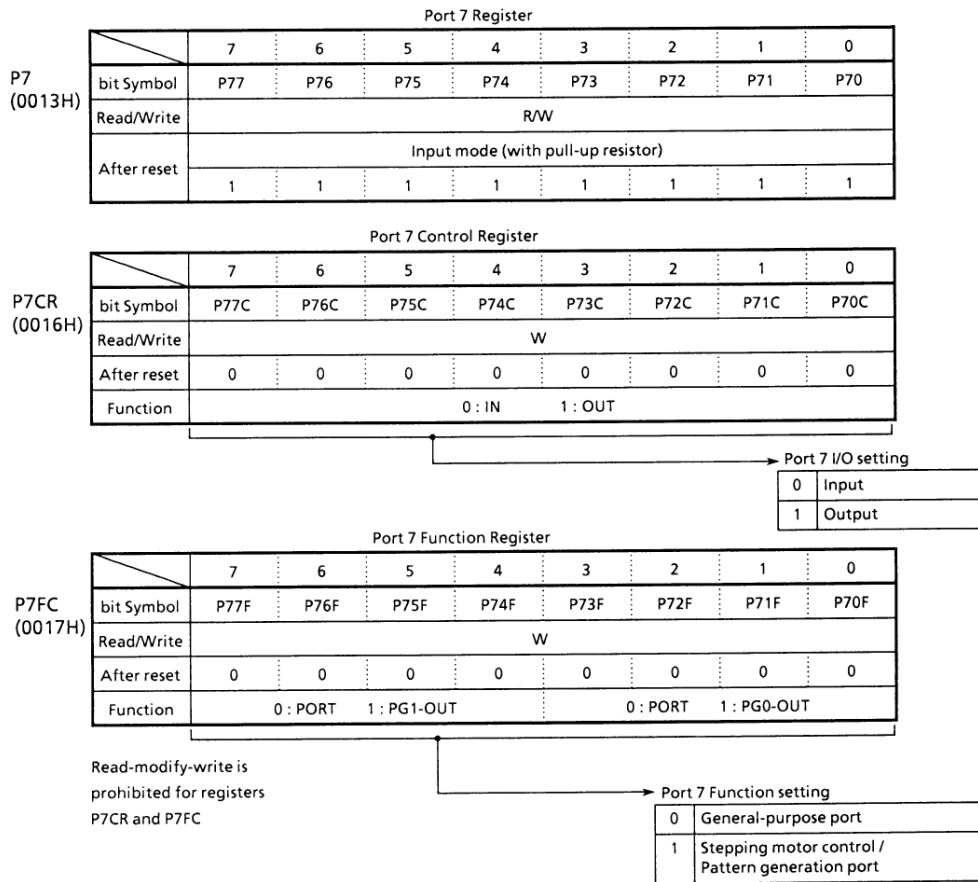 Port 7 Register
7 6 5 4 3 2 1 0
P7
(0013H)
bit Symbol P77 P76 P75 P74 P73 P72 P71 P70
Read/Write R/W
After reset Input mode (with pull-up resistor)
1 1 1 1 1 1 1 1
Port 7 Control Register
7 6 5 4 3 2 1 0
P7CR
(0016H)
bit Symbol P77C P76C P75C P74C P73C P72C P71C P70C
Read/Write W
After reset 0 0 0 0 0 0 0 0
Function 0 : IN 1 : OUT
Port 7 I/O setting
0 Input
1 Output
Port 7 Function Register
7 6 5 4 3 2 1 0
P7FC
(0017H)
bit Symbol P77F P76F P75F P74F P73F P72F P71F P70F
Read/Write W
After reset 0 0 0 0 0 0 0 0
Function 0 : PORT 1 : PG1-OUT 0 : PORT 1 : PG0-OUT
Read-modify-write is
prohibited for registers
P7CR and P7FC
Port 7 Function setting
0 General-purpose port
1 Stepping motor control /
Pattern generation port